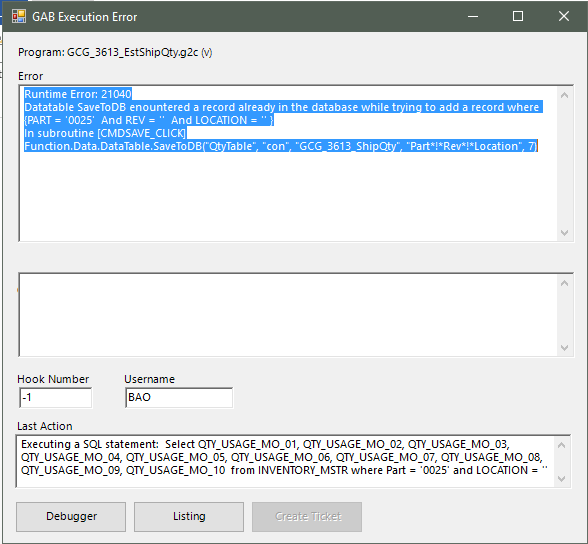 GAB Execution Error
Program: GCG_3613_EstShipQty.g2c (v)
Error
Runtime Error: 21040
Datatable SaveToDB enountered a record already in the database while trying to add a record where
{PART = '0025'  And REV = ''  And LOCATION = '' }
In subroutine [CMDSAVE_CLICK]
Function.Data.DataTable.SaveToDB("QtyTable", "con", "GCG_3613_ShipQty", "Part*!*Rev*!*Location", 7)
Hook Number
Username
-1
BAO
Last Action
Executing a SQL statement:  Select QTY_USAGE_MO_01, QTY_USAGE_MO_02, QTY_USAGE_MO_03,
QTY_USAGE_MO_04, QTY_USAGE_MO_05, QTY_USAGE_MO_06, QTY_USAGE_MO_07, QTY_USAGE_MO_08,
QTY_USAGE_MO_09, QTY_USAGE_MO_10  from INVENTORY_MSTR where Part = '0025' and LOCATION = ''
Debugger
Listing
Create Ticket